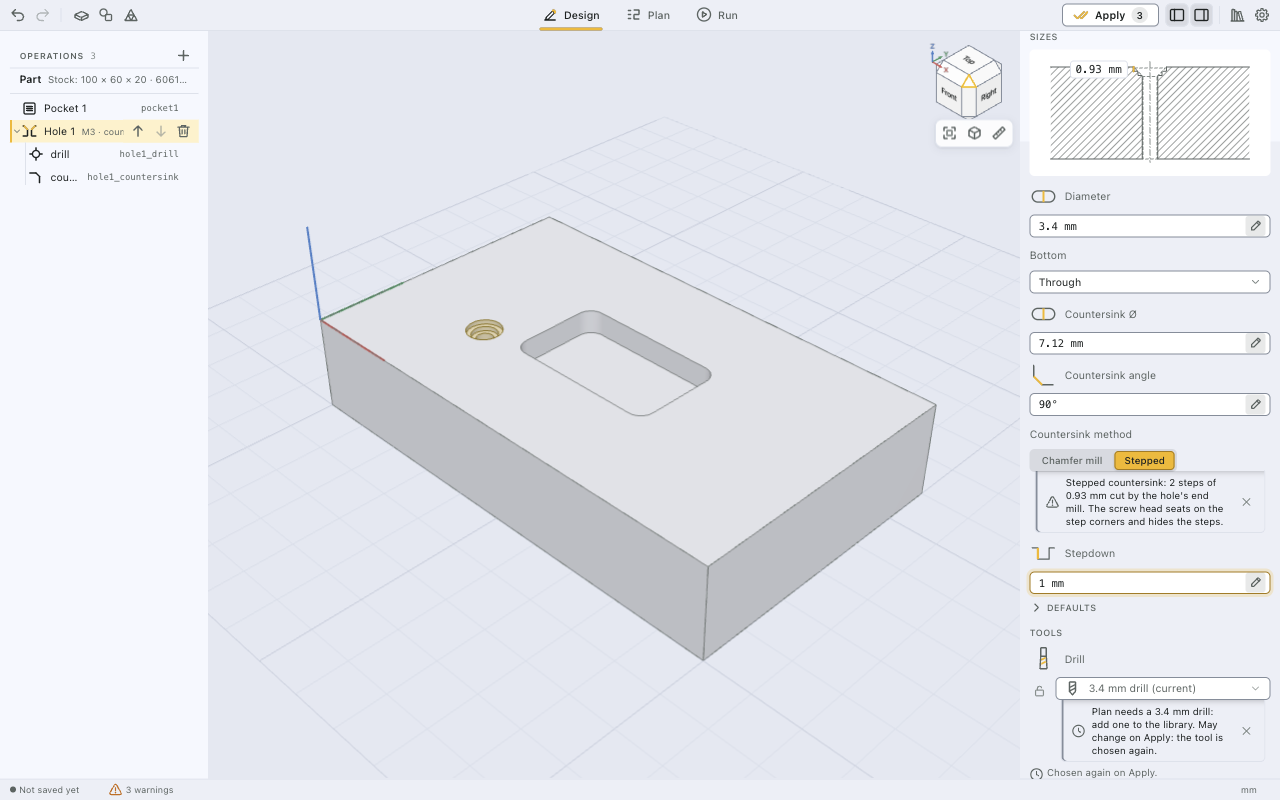 Design
Plan
Run
Apply 3
OPERATIONS 3
Part Stock: 100 × 60 × 20 · 6061...
Pocket 1 pocket1
Hole 1 M3 · coun
drill hole1_drill
cou... hole1_countersink
Z
Y
X
Top
Front
Right
SIZES
0.93 mm
Diameter
3.4 mm
Bottom
Through
Countersink Ø
7.12 mm
Countersink angle
90°
Countersink method
Chamfer mill Stepped
Stepped countersink: 2 steps of
0.93 mm cut by the hole's end
mill. The screw head seats on the
step corners and hides the steps.
Stepdown
1 mm
DEFAULTS
TOOLS
Drill
3.4 mm drill (current)
Plan needs a 3.4 mm drill:
add one to the library. May
change on Apply: the tool is
chosen again.
Chosen again on Apply.
Not saved yet
3 warnings
mm